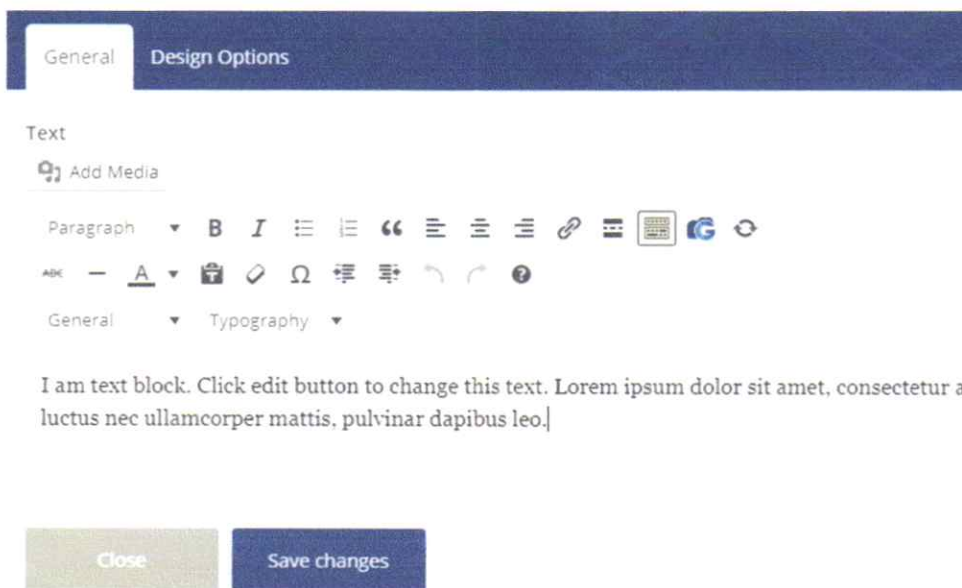 General Design Options
Text
Add Media
Paragraph B I “ G
ABC A T Ω ?
General Typography
I am text block. Click edit button to change this text. Lorem ipsum dolor sit amet, consectetur a
luctus nec ullamcorper mattis, pulvinar dapibus leo.
Close Save changes